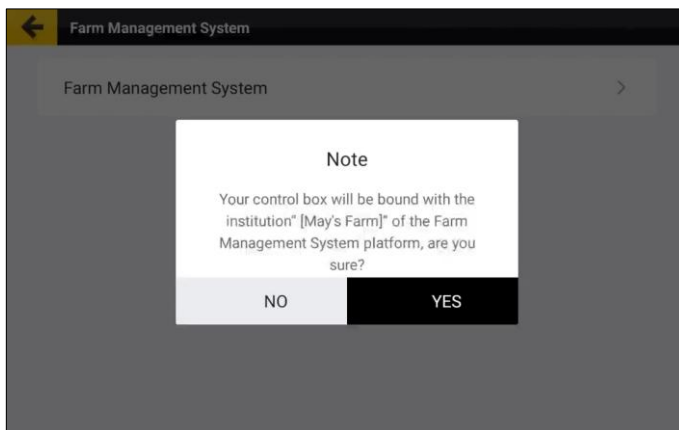 Farm Management System
Farm Management System
Note
Your control box will be bound with the
institution" [May's Farm]" of the Farm
Management System platform, are you
sure?
NO
YES